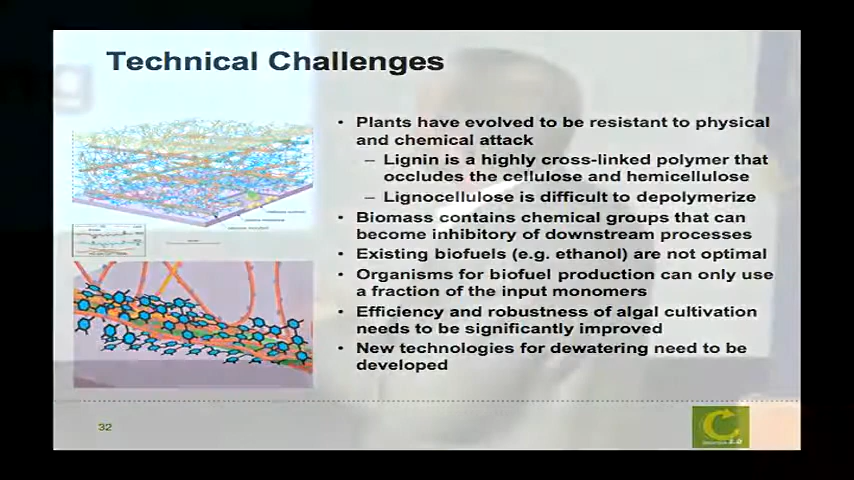 Technical Challenges
• Plants have evolved to be resistant to physical
and chemical attack
– Lignin is a highly cross-linked polymer that
occludes the cellulose and hemicellulose
– Lignocellulose is difficult to depolymerize
• Biomass contains chemical groups that can
become inhibitory of downstream processes
• Existing biofuels (e.g. ethanol) are not optimal
• Organisms for biofuel production can only use
a fraction of the input monomers
• Efficiency and robustness of algal cultivation
needs to be significantly improved
• New technologies for dewatering need to be
developed
32